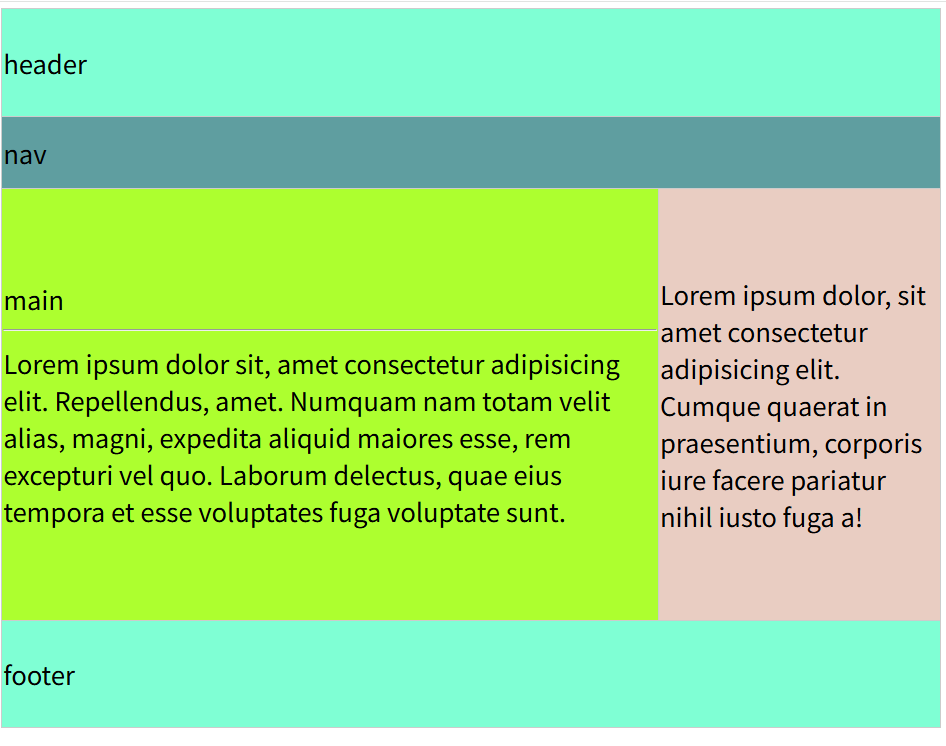 header
nav
main
Lorem ipsum dolor sit, amet consectetur adipisicing
elit. Repellendus, amet. Numquam nam totam velit
alias, magni, expedita aliquid maiores esse, rem
excepturi vel quo. Laborum delectus, quae eius
tempora et esse voluptates fuga voluptate sunt.
Lorem ipsum dolor, sit
amet consectetur
adipisicing elit.
Cumque quaerat in
praesentium, corporis
iure facere pariatur
nihil iusto fuga a!
footer